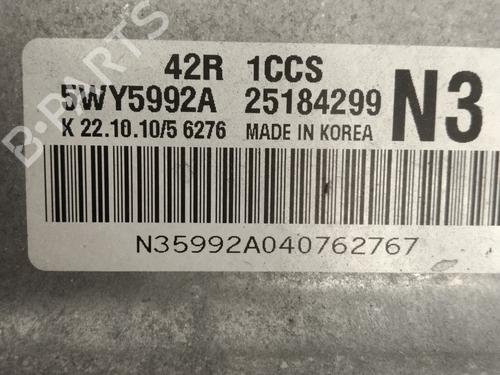 42R 1CCS
5WY5992A 25184299 N3
K 22.10.10/5 6276 MADE IN KOREA
N35992A040762767
B-PARTS